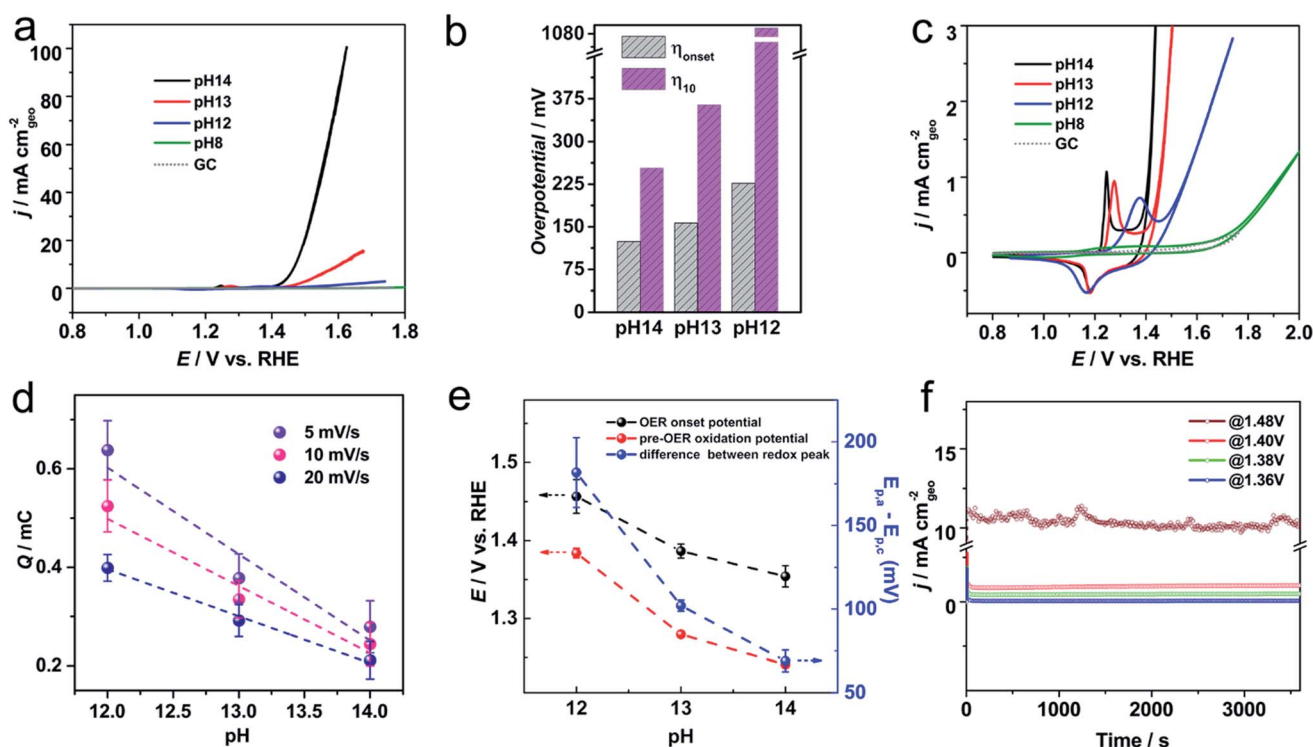 a
100
80
60
40
20
0
j / mA cm⁻²geo
pH14
pH13
pH12
pH8
GC
0.8 1.0 1.2 1.4 1.6 1.8
E / V vs. RHE
b
1080
375
300
225
150
75
0
Overpotential / mV
ηonset
η10
pH14 pH13 pH12
c
3
2
1
0
j / mA cm⁻²geo
pH14
pH13
pH12
pH8
GC
0.8 1.0 1.2 1.4 1.6 1.8 2.0
E / V vs. RHE
d
0.6
0.4
0.2
Q / mC
5 mV/s
10 mV/s
20 mV/s
12.0 12.5 13.0 13.5 14.0
pH
e
1.5
1.4
1.3
E / V vs. RHE
OER onset potential
pre-OER oxidation potential
difference between redox peak
200
150
100
50
Ep,a - Ep,c (mV)
12 13 14
pH
f
15
10
0
j / mA cm⁻²geo
@1.48V
@1.40V
@1.38V
@1.36V
0 1000 2000 3000
Time / s